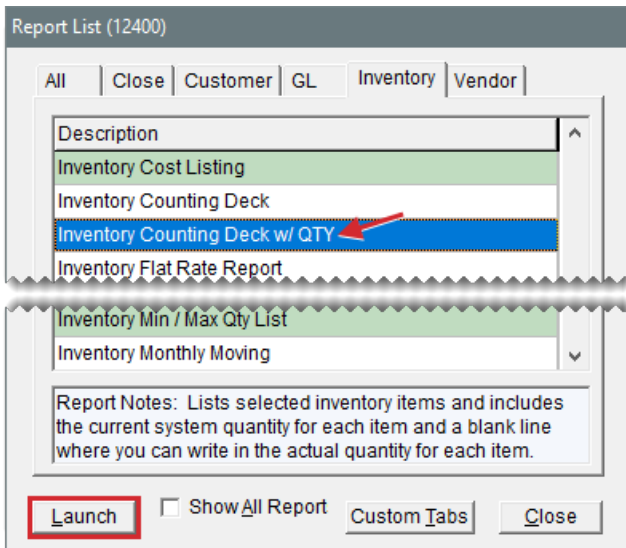 Report List (12400)
All Close Customer GL Inventory Vendor
Description
Inventory Cost Listing
Inventory Counting Deck
Inventory Counting Deck w/ QTY
Inventory Flat Rate Report
Inventory Min / Max Qty List
Inventory Monthly Moving
Report Notes: Lists selected inventory items and includes
the current system quantity for each item and a blank line
where you can write in the actual quantity for each item.
Launch Show All Report Custom Tabs Close